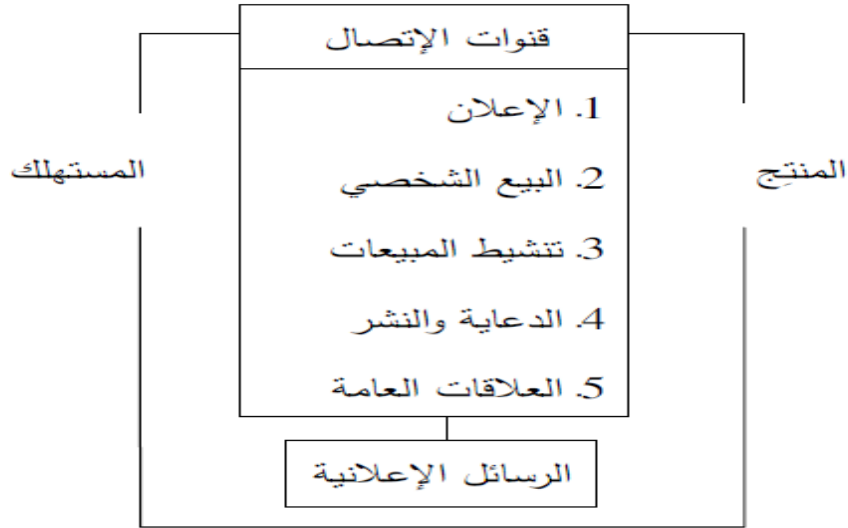 قنوات الإتصال
1. الإعلان
المنتِج
المستهلك
2. البيع الشخصي
3. تنشيط المبيعات
4. الدعاية والنشر
5. العلاقات العامة
الرسائل الإعلانية